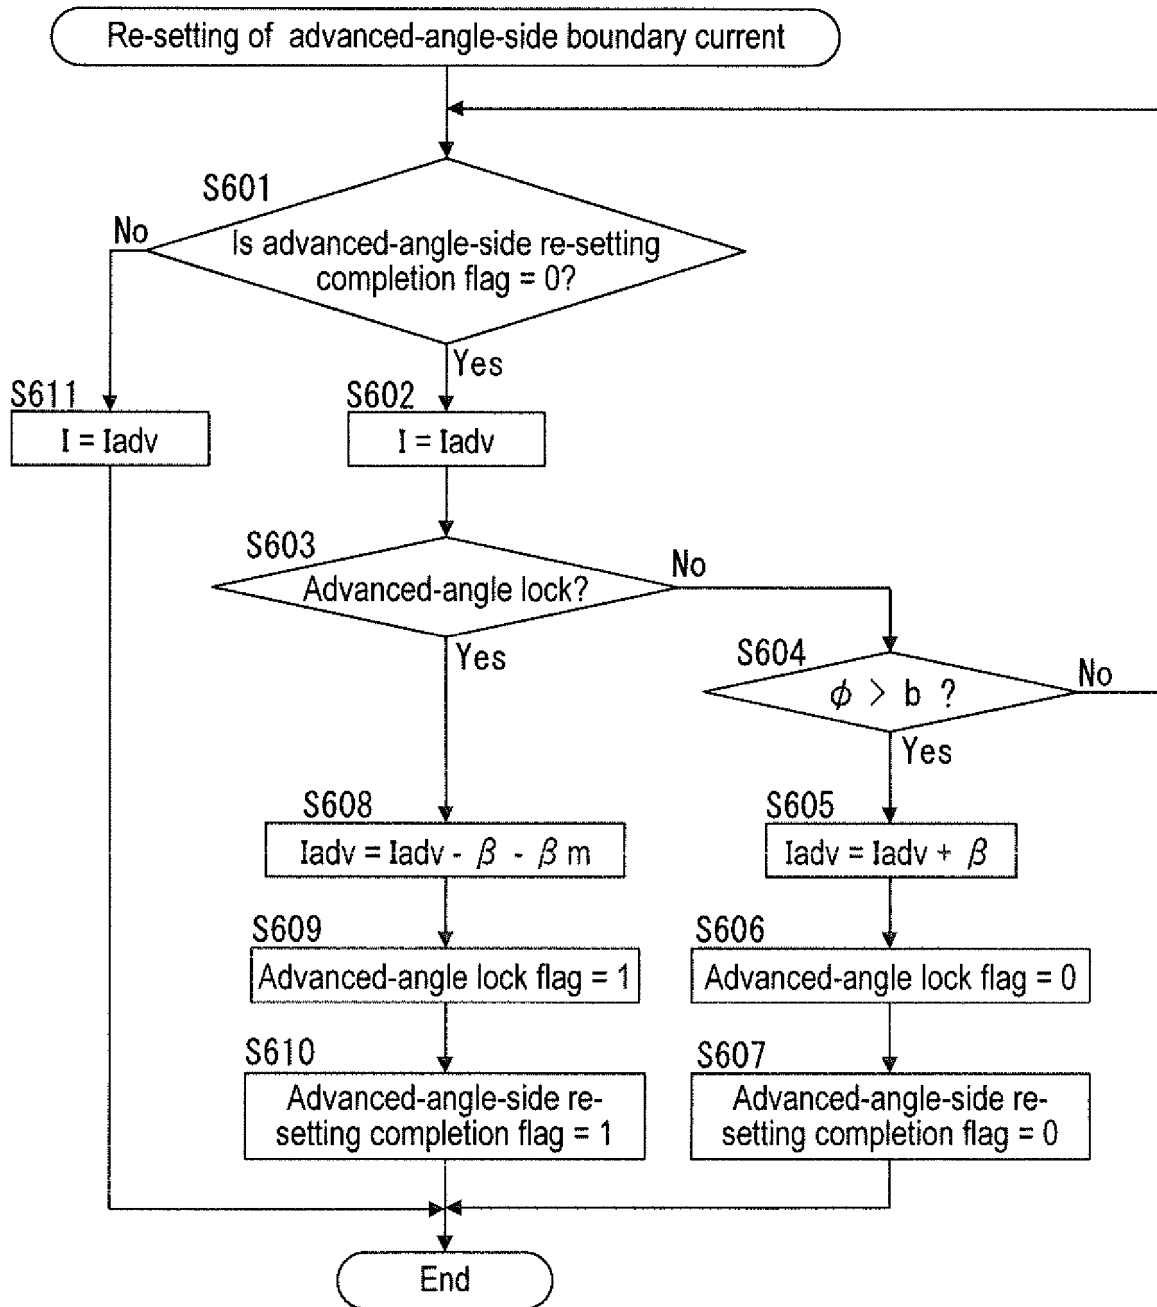 Re-setting of advanced-angle-side boundary current
S601
No
Is advanced-angle-side re-setting
completion flag = 0?
Yes
S611
I = Iadv
S602
I = Iadv
S603
Advanced-angle lock?
No
Yes
S604
ϕ > b ?
No
Yes
S608
Iadv = Iadv - β - β m
S605
Iadv = Iadv + β
S609
Advanced-angle lock flag = 1
S606
Advanced-angle lock flag = 0
S610
Advanced-angle-side re-
setting completion flag = 1
S607
Advanced-angle-side re-
setting completion flag = 0
End